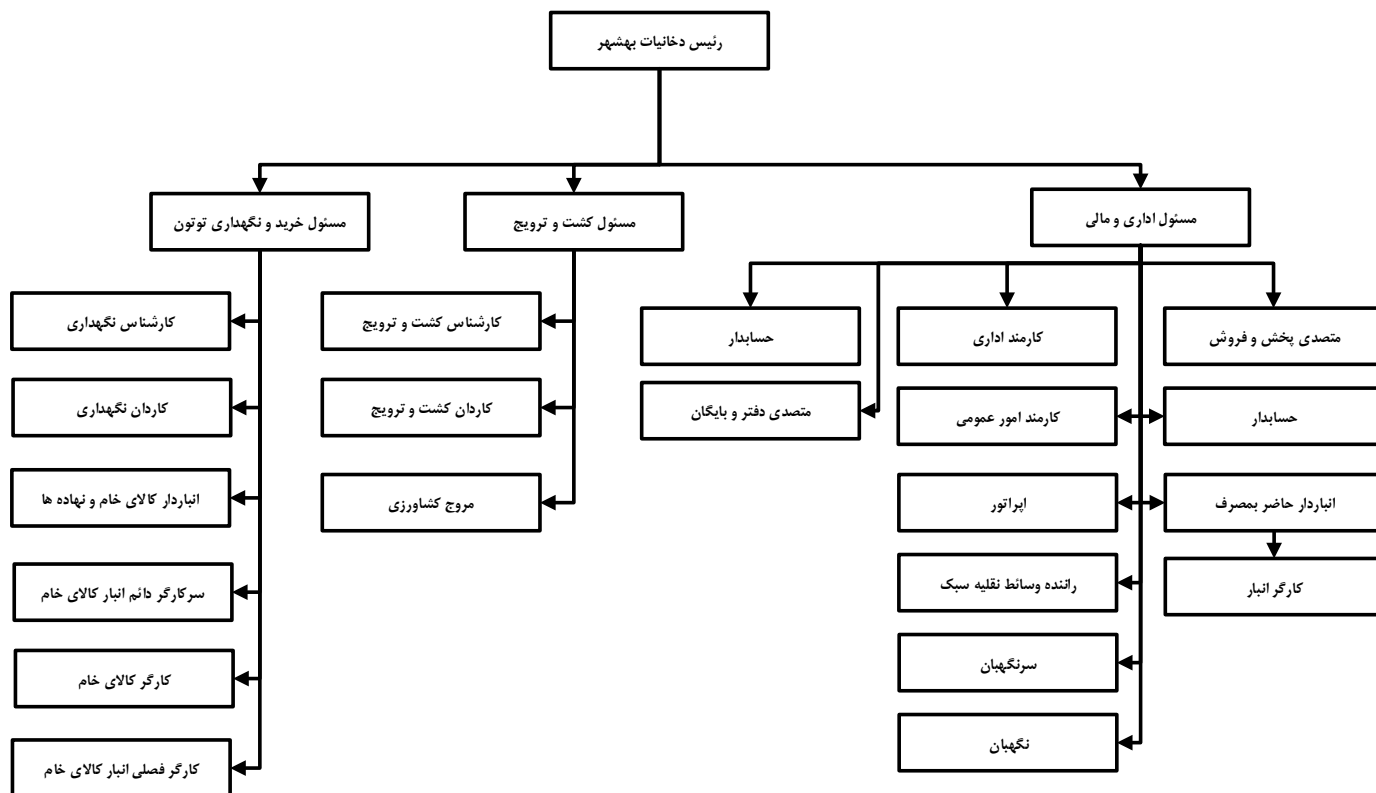 رئیس دخانیات بهشهر
مسئول اداری و مالی
مسئول کشت و ترویج
مسئول خرید و نگهداری توتون
متصدی پخش و فروش
کارمند اداری
حسابدار
حسابدار
کارمند امور عمومی
متصدی دفتر و بایگان
انباردار حاضر بمصرف
اپراتور
کارگر انبار
راننده وسائط نقلیه سبک
سرنگهبان
نگهبان
کارشناس کشت و ترویج
کاردان کشت و ترویج
مروج کشاورزی
کارشناس نگهداری
کاردان نگهداری
انباردار کالای خام و نهاده ها
سرکارگر دائم انبار کالای خام
کارگر کالای خام
کارگر فصلی انبار کالای خام